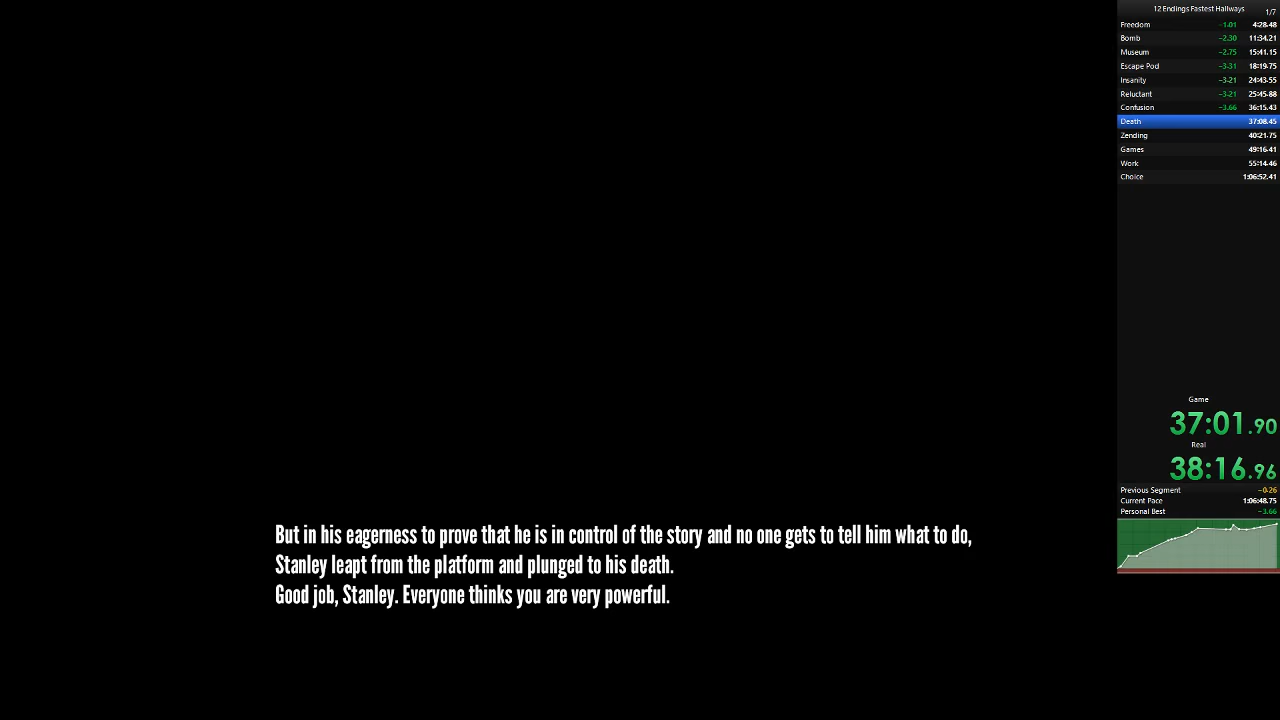 12 Endings Fastest Hallways
1/7
Freedom -1.01 4:28.48
Bomb -2.30 11:34.21
Museum -2.75 15:41.15
Escape Pod -3.31 18:19.75
Insanity -3.21 24:43.55
Reluctant -3.21 25:45.88
Confusion -3.66 36:15.43
Death 37:08.45
Zending 40:21.75
Games 49:16.41
Work 55:14.46
Choice 1:06:52.41
Game
37:01.90
Real
38:16.96
Previous Segment -0.26
Current Pace 1:06:48.75
Personal Best -3.66
But in his eagerness to prove that he is in control of the story and no one gets to tell him what to do,
Stanley leapt from the platform and plunged to his death.
Good job, Stanley. Everyone thinks you are very powerful.